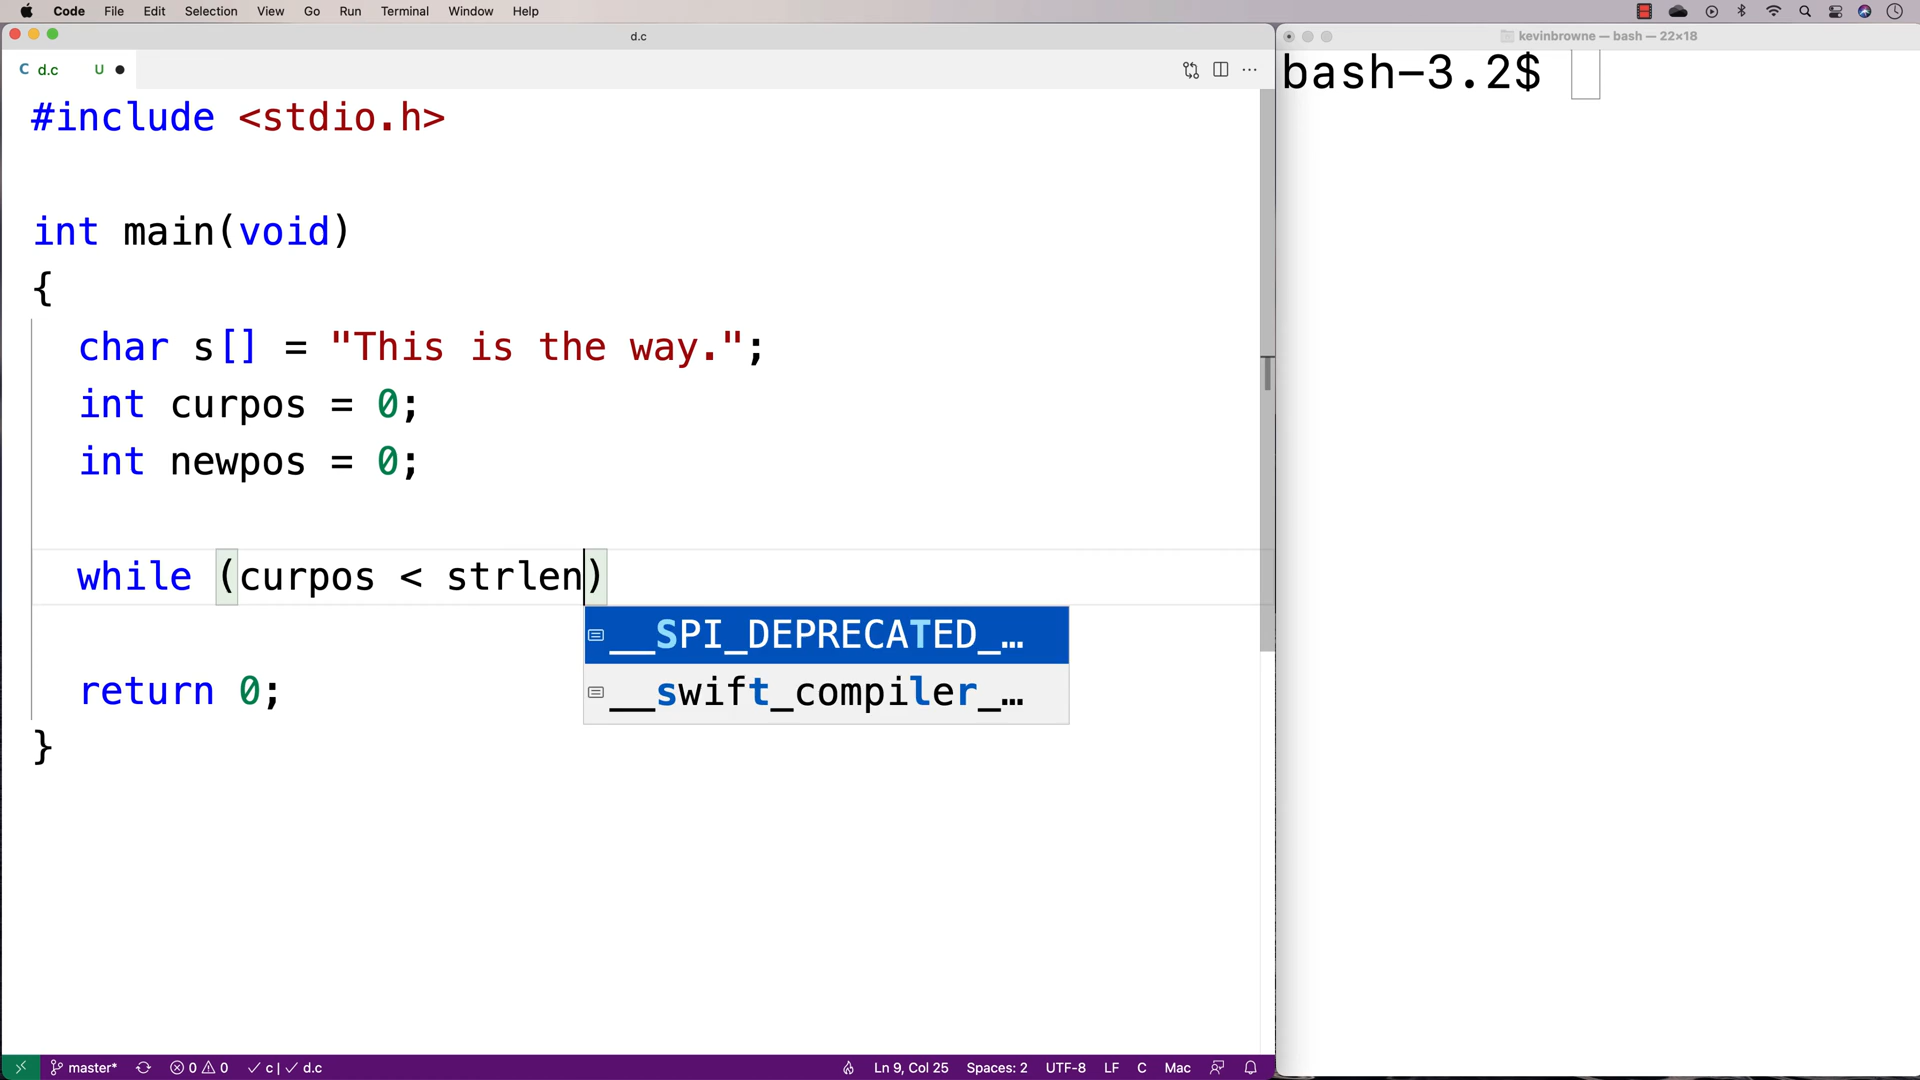 Code File Edit Selection View Go Run Terminal Window Help
d.c
kevinbrowne — bash — 22×18
C d.c U
bash-3.2$
#include <stdio.h>
int main(void)
{
char s[] = "This is the way.";
int curpos = 0;
int newpos = 0;
while (curpos < strlen)
__SPI_DEPRECATED_…
__swift_compiler_…
return 0;
}
master* 0 0 ✓ c | ✓ d.c Ln 9, Col 25 Spaces: 2 UTF-8 LF C Mac